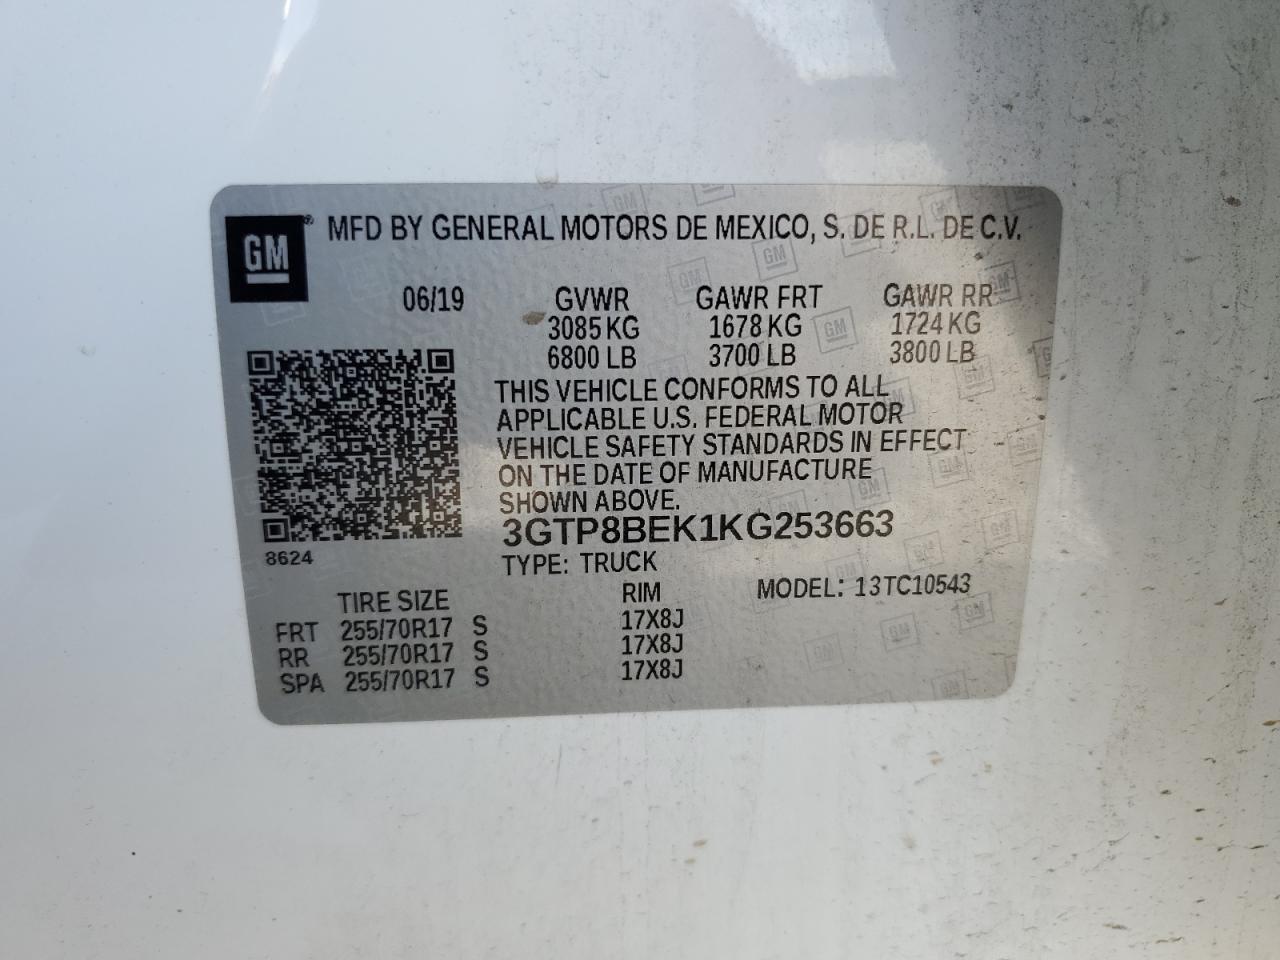 GM® MFD BY GENERAL MOTORS DE MEXICO, S. DE R.L. DE C.V.
06/19 GVWR GAWR FRT GAWR RR
3085 KG 1678 KG 1724 KG
6800 LB 3700 LB 3800 LB
THIS VEHICLE CONFORMS TO ALL
APPLICABLE U.S. FEDERAL MOTOR
VEHICLE SAFETY STANDARDS IN EFFECT
ON THE DATE OF MANUFACTURE
SHOWN ABOVE.
3GTP8BEK1KG253663
8624
TYPE: TRUCK
TIRE SIZE RIM MODEL: 13TC10543
FRT 255/70R17 S 17X8J
RR 255/70R17 S 17X8J
SPA 255/70R17 S 17X8J